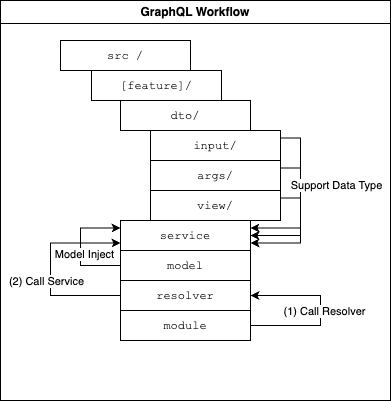 GraphQL Workflow
src /
[feature]/
dto/
input/
args/
view/
Support Data Type
service
Model Inject
model
(2) Call Service
resolver
(1) Call Resolver
module